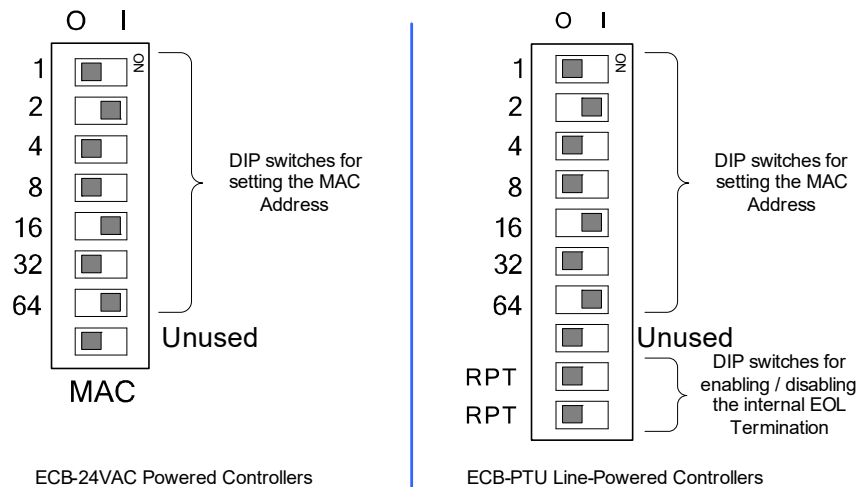 O I
ON
1
2
4
8
16
32
64
DIP switches for
setting the MAC
Address
Unused
MAC
ECB-24VAC Powered Controllers
O I
ON
1
2
4
8
16
32
64
DIP switches for
setting the MAC
Address
Unused
RPT
RPT
DIP switches for
enabling / disabling
the internal EOL
Termination
ECB-PTU Line-Powered Controllers